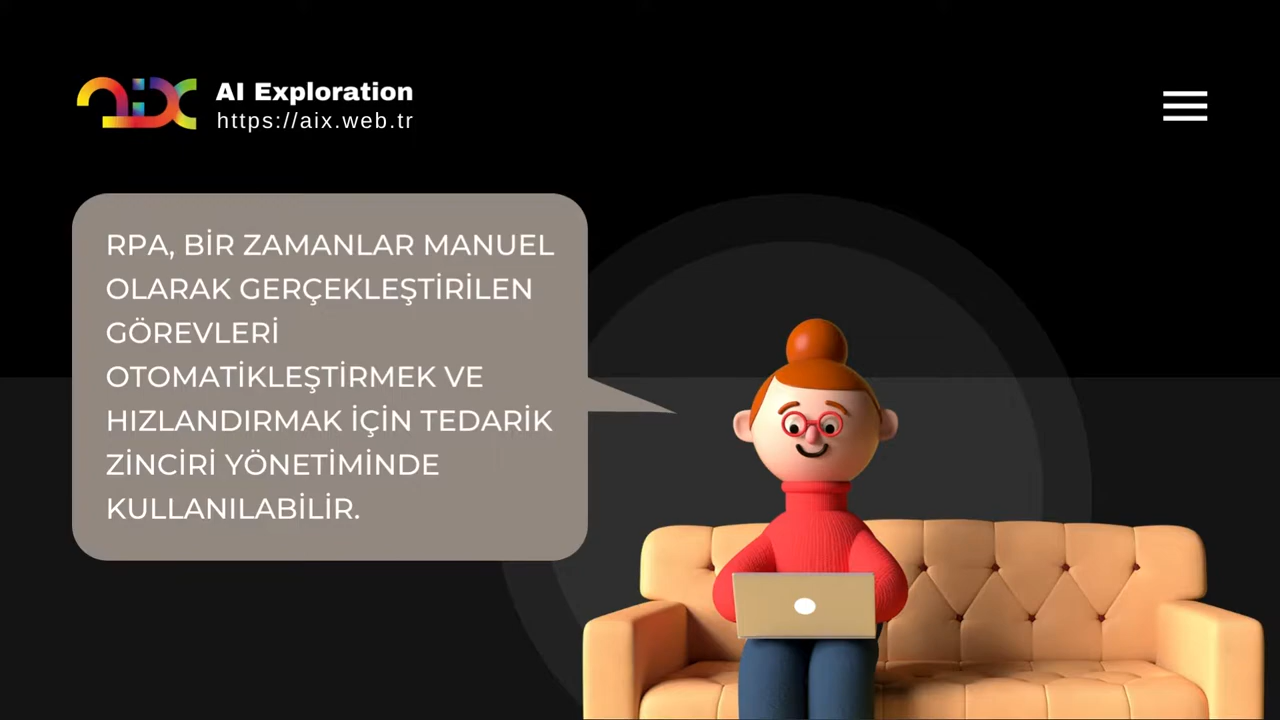 aix
AI Exploration
https://aix.web.tr
RPA, BİR ZAMANLAR MANUEL
OLARAK GERÇEKLEŞTİRİLEN
GÖREVLERİ
OTOMATİKLEŞTİRMEK VE
HIZLANDIRMAK İÇİN TEDARİK
ZİNCİRİ YÖNETİMİNDE
KULLANILABİLİR.